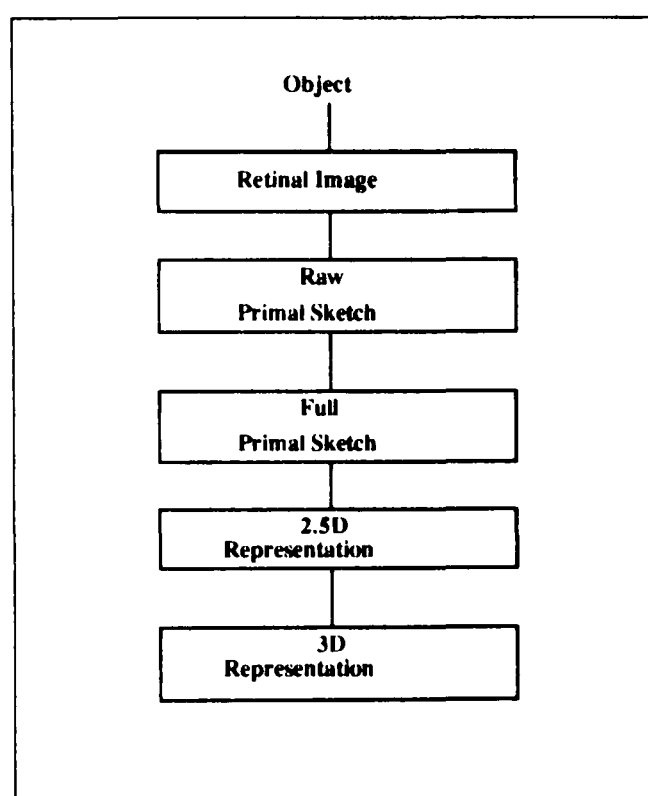 Object
Retinal Image
Raw
Primal Sketch
Full
Primal Sketch
2.5D
Representation
3D
Representation